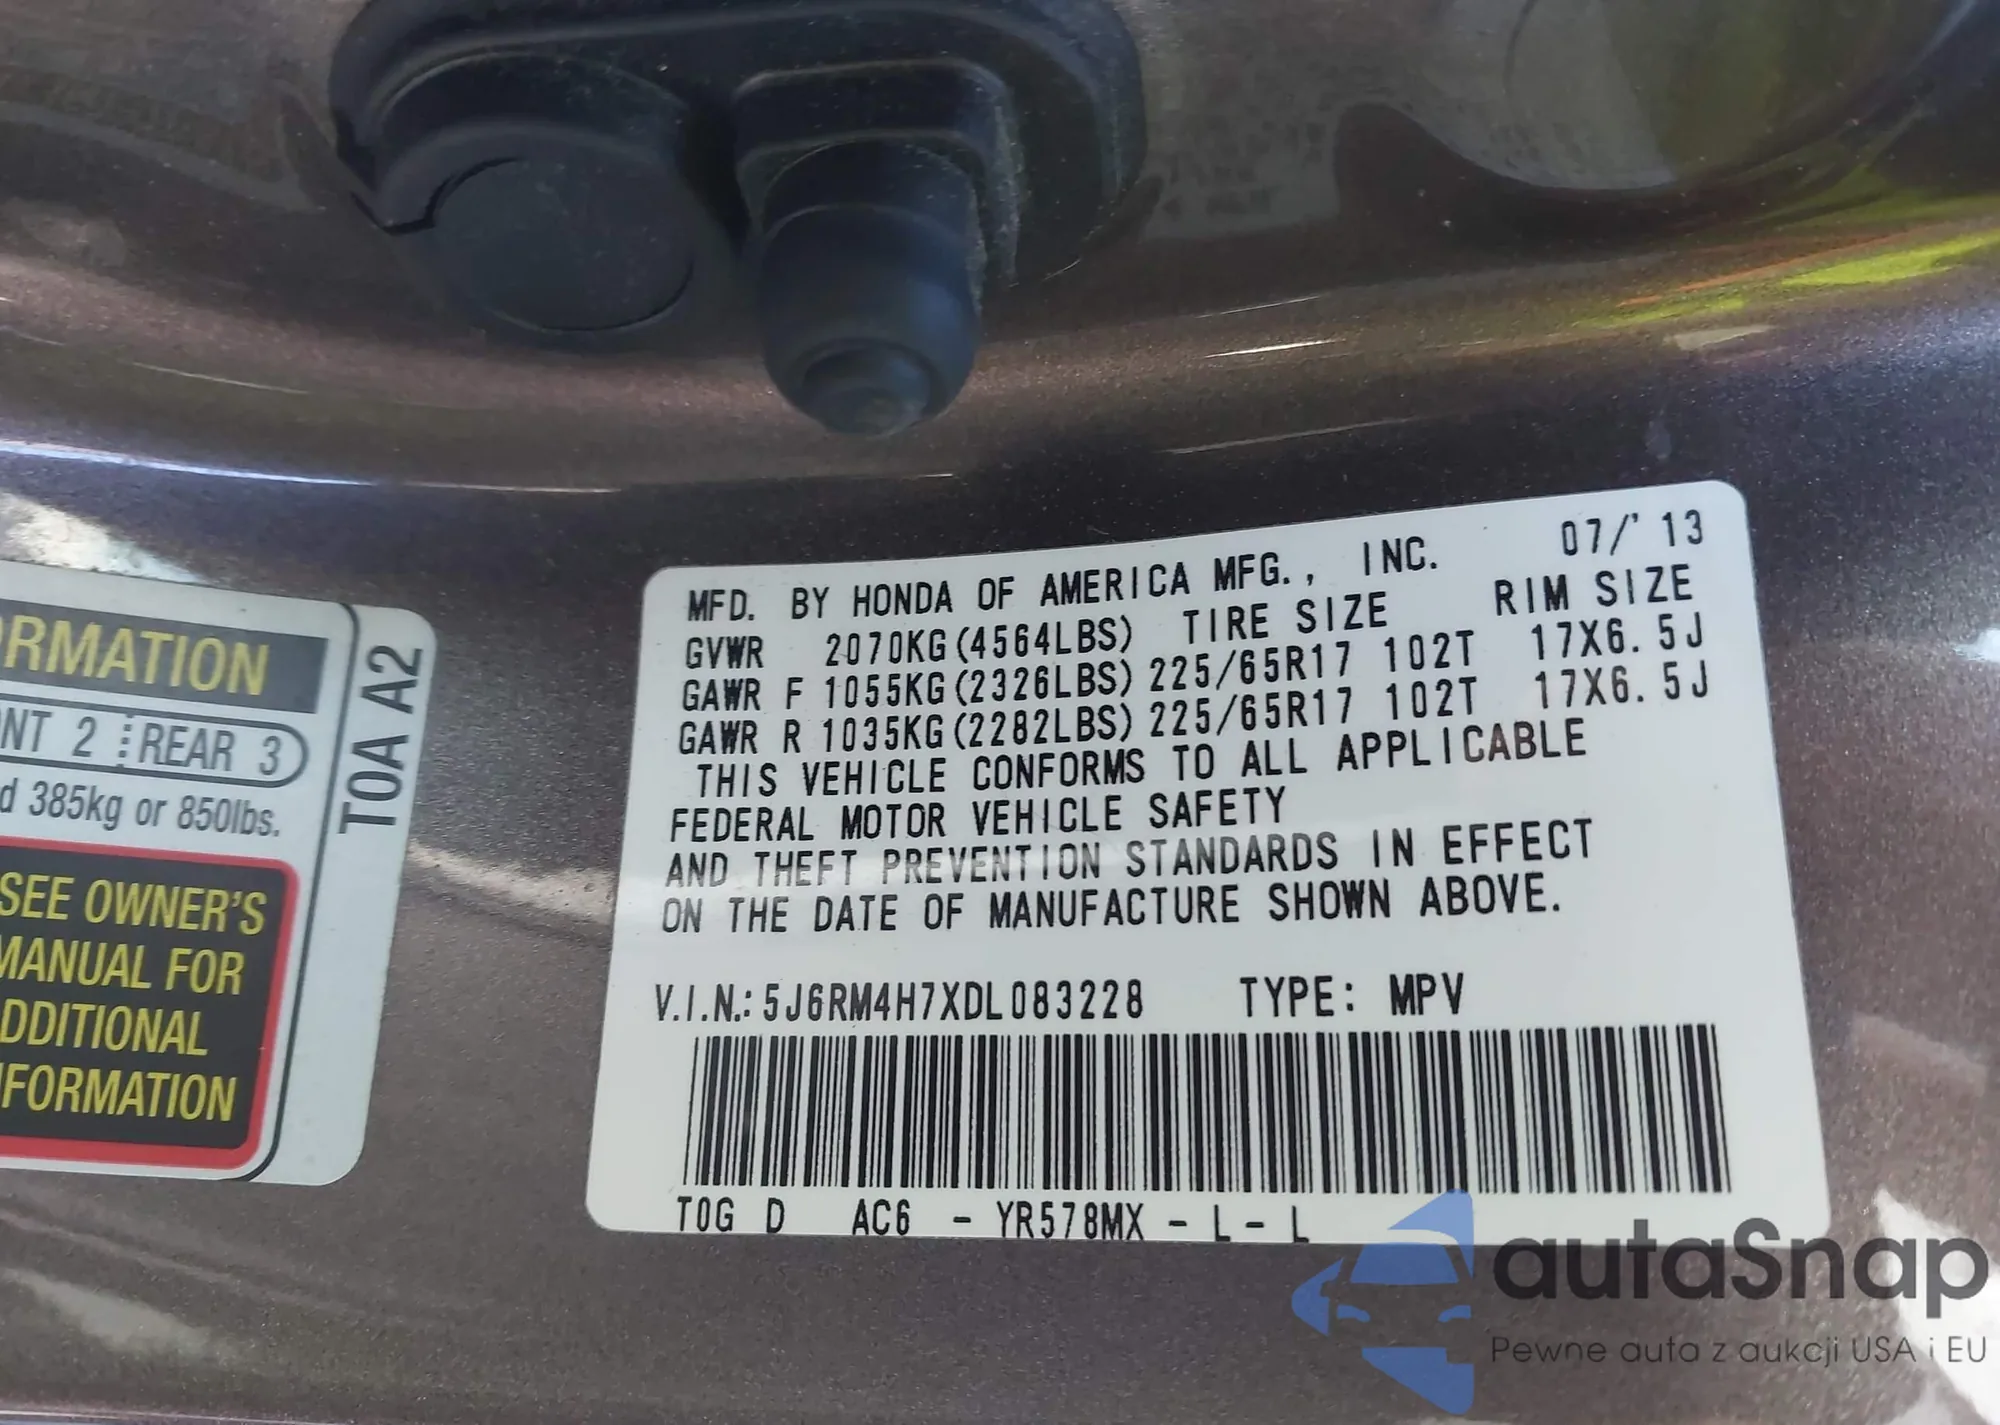 ORMATION
NT 2 REAR 3
d 385kg or 850lbs.
SEE OWNER'S
MANUAL FOR
DDITIONAL
NFORMATION
T0A A2
MFD. BY HONDA OF AMERICA MFG., INC. 07/'13
GVWR 2070KG(4564LBS) TIRE SIZE RIM SIZE
GAWR F 1055KG(2326LBS) 225/65R17 102T 17X6.5J
GAWR R 1035KG(2282LBS) 225/65R17 102T 17X6.5J
THIS VEHICLE CONFORMS TO ALL APPLICABLE
FEDERAL MOTOR VEHICLE SAFETY
AND THEFT PREVENTION STANDARDS IN EFFECT
ON THE DATE OF MANUFACTURE SHOWN ABOVE.
V.I.N.: 5J6RM4H7XDL083228 TYPE: MPV
T0G D AC6 - YR578MX - L - L
autaSnap
Pewne auta z aukcji USA i EU